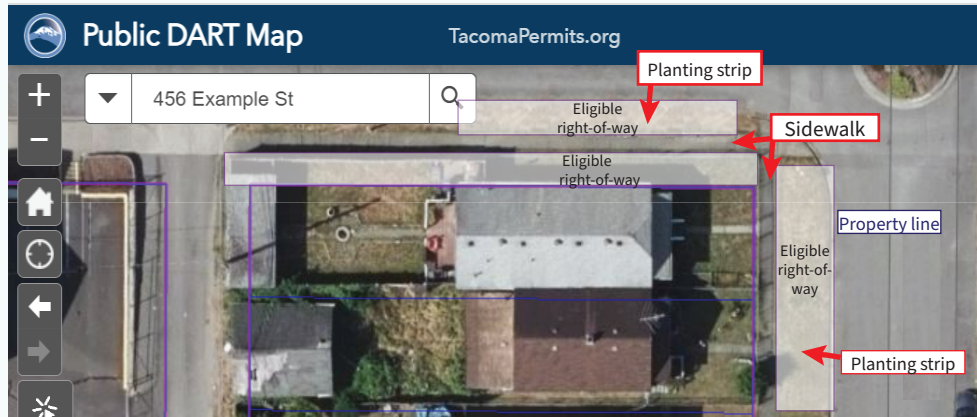 Public DART Map
TacomaPermits.org
456 Example St
Planting strip
Eligible
right-of-way
Sidewalk
Eligible
right-of-way
Property line
Eligible
right-of-
way
Planting strip